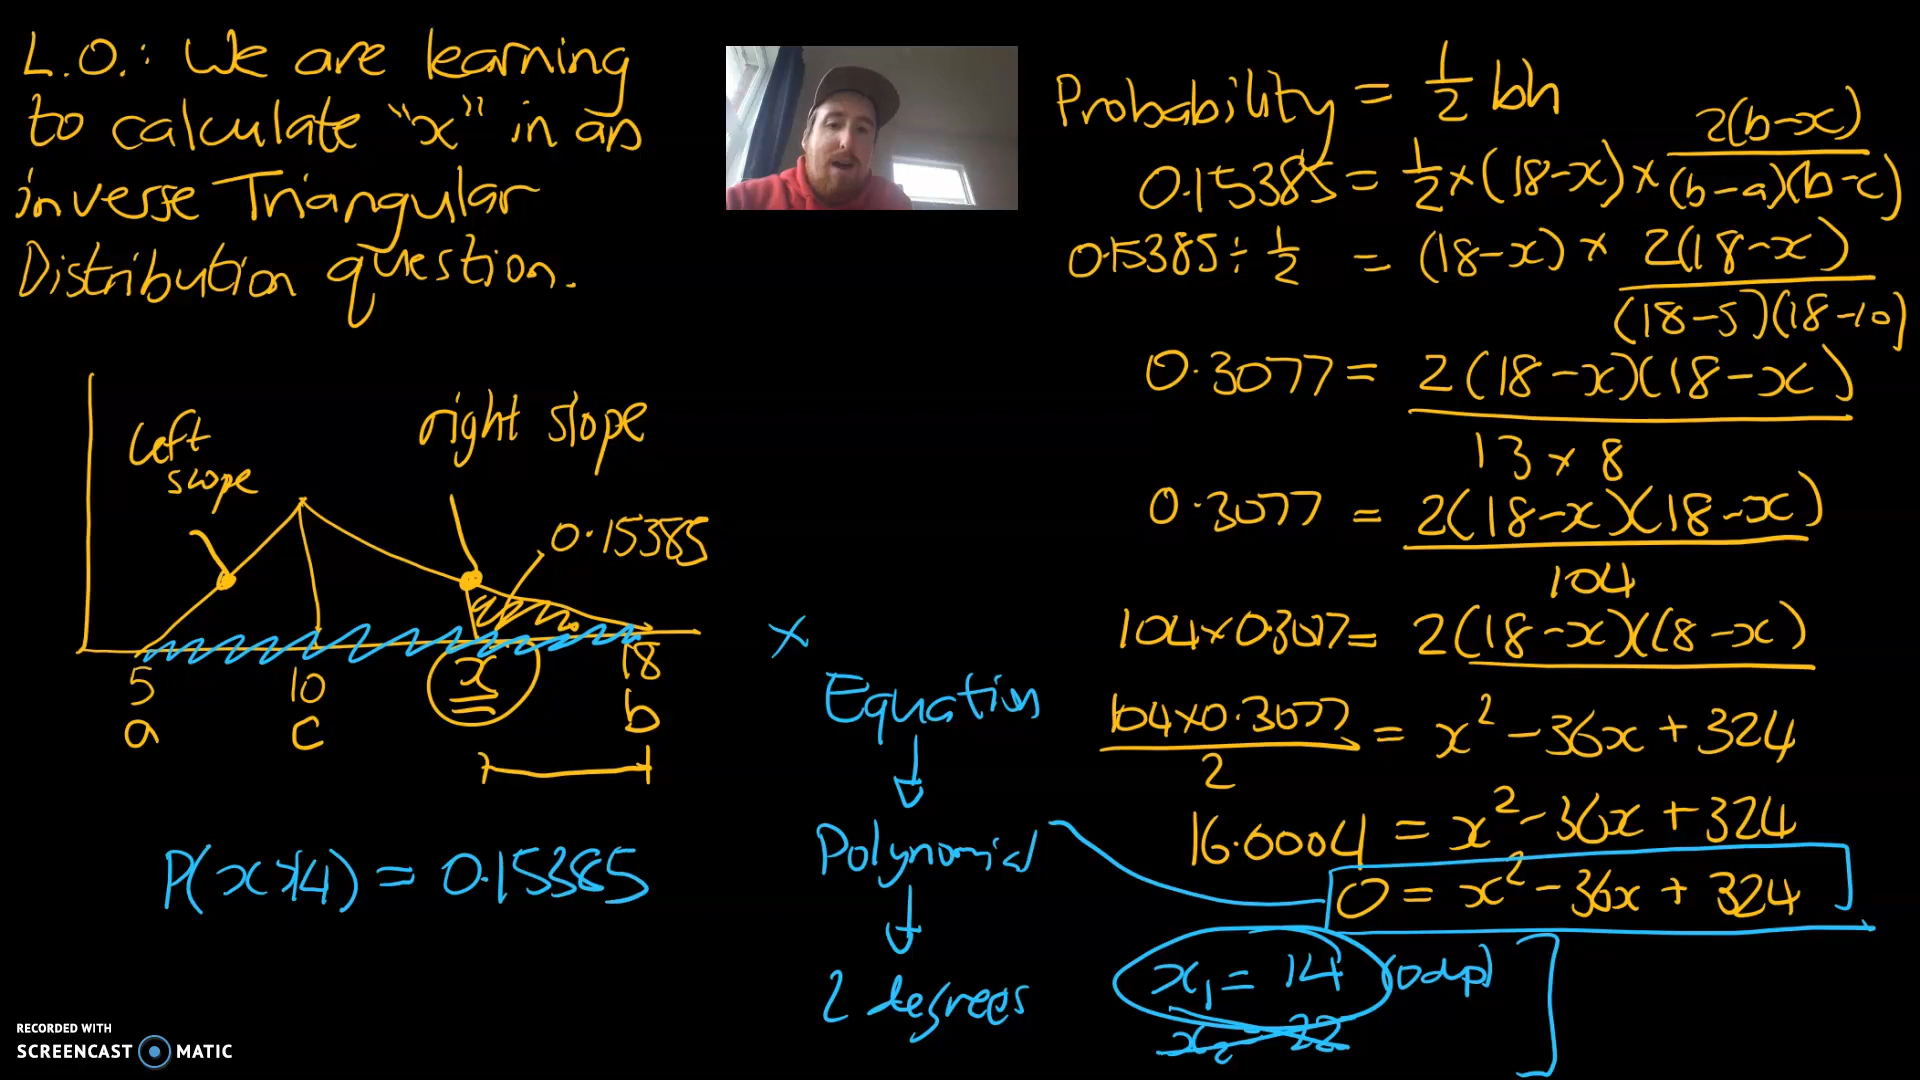 L.O.: We are learning
to calculate "x" in an
inverse Triangular
Distribution question.
Left
slope
right slope
0.15385
5
10
x
18
a
c
b
P(x>14) = 0.15385
x
Equation
Polynomial
2 degrees
Probability = 1/2 bh
0.15385 = 1/2 × (18-x) × 2(b-x)/(b-a)(b-c)
0.15385 ÷ 1/2 = (18-x) × 2(18-x)/(18-5)(18-10)
0.3077 = 2(18-x)(18-x)/13 × 8
0.3077 = 2(18-x)(18-x)/104
104×0.3077 = 2(18-x)(18-x)
104×0.3077/2 = x² - 36x + 324
16.0004 = x² - 36x + 324
0 = x² - 36x + 324
x₁ = 14 (0dp)
x₂ = 22
RECORDED WITH
SCREENCAST MATIC